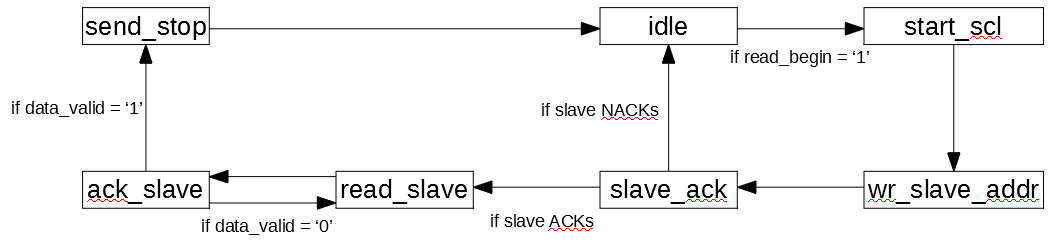 send_stop
idle
start_scl
if read_begin = ‘1’
if data_valid = ‘1’
if slave NACKs
ack_slave
read_slave
slave_ack
wr_slave_addr
if data_valid = ‘0’
if slave ACKs